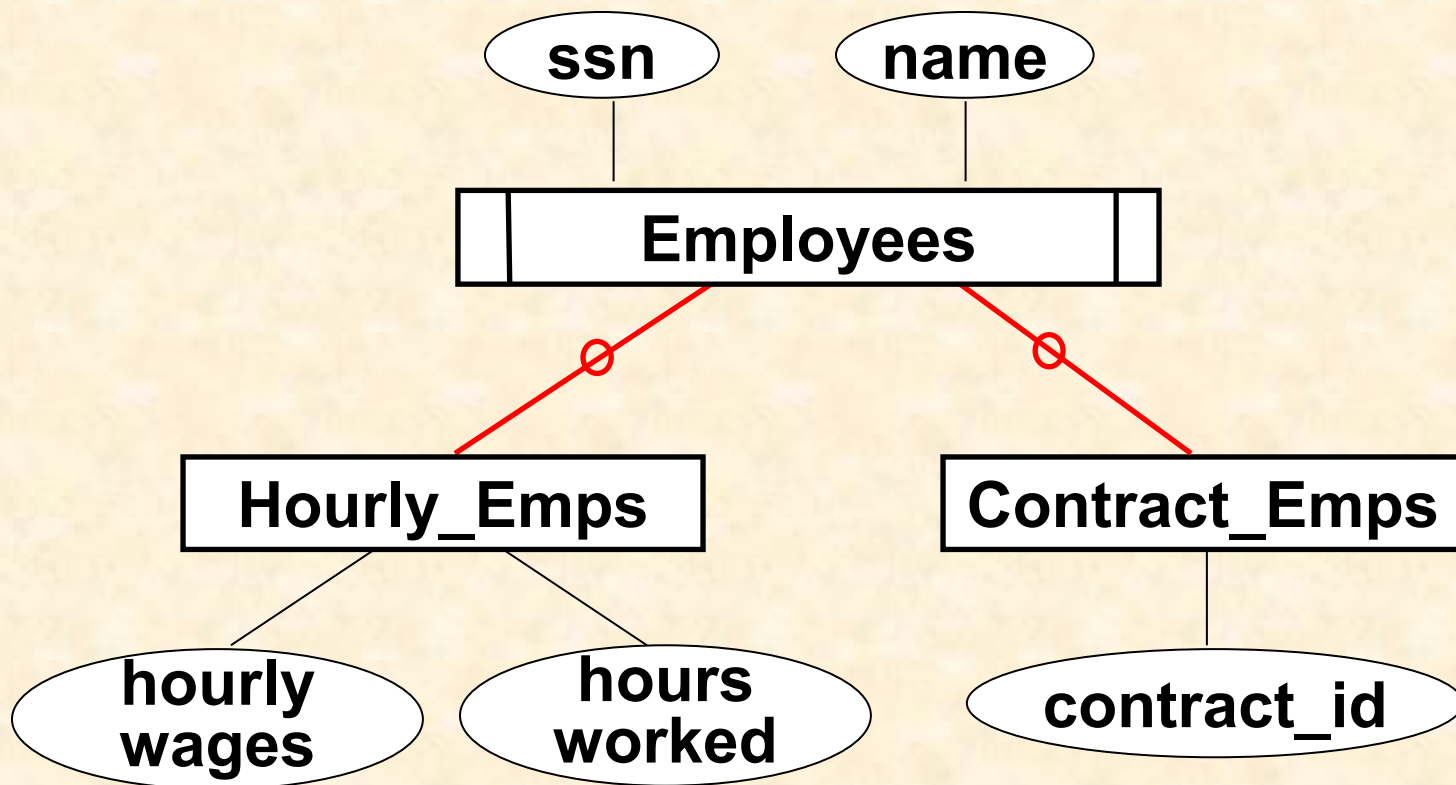 ssn
name
Employees
Hourly_Emps
Contract_Emps
hourly
wages
hours
worked
contract_id